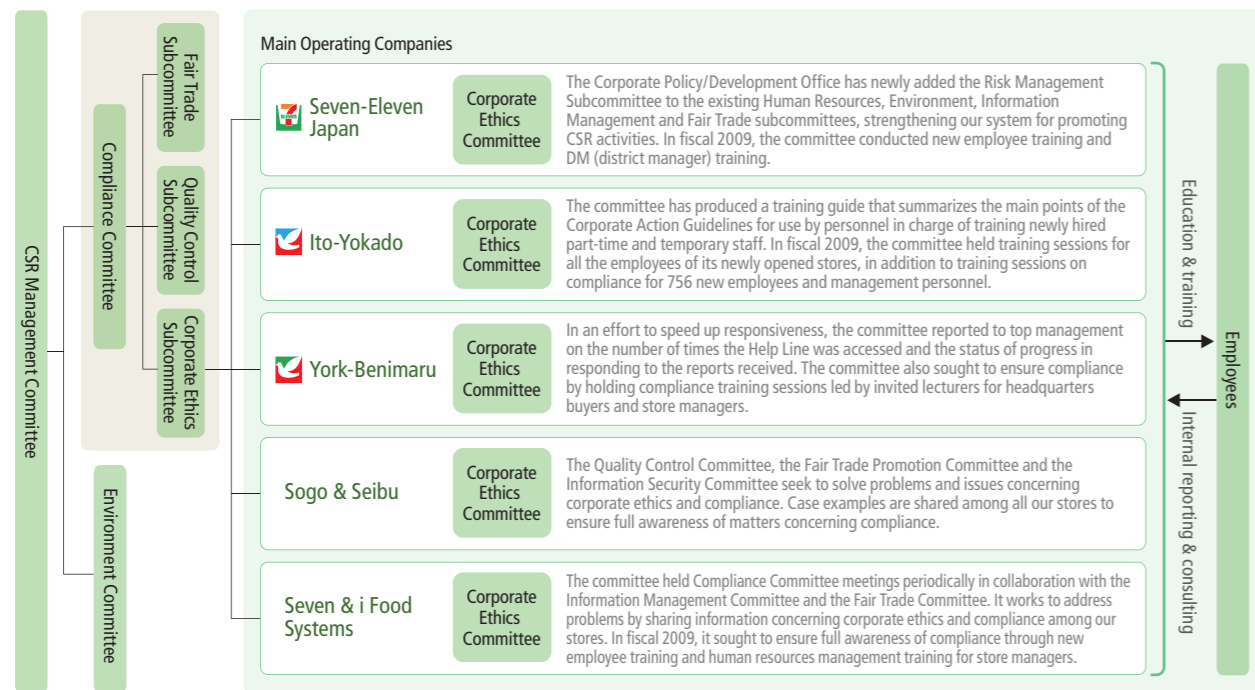 CSR Management Committee
Compliance Committee
Environment Committee
Fair Trade
Subcommittee
Quality Control
Subcommittee
Corporate Ethics
Subcommittee
Main Operating Companies
7
ELEVEN
Seven-Eleven
Japan
Corporate
Ethics
Committee
The Corporate Policy/Development Office has newly added the Risk Management
Subcommittee to the existing Human Resources, Environment, Information
Management and Fair Trade subcommittees, strengthening our system for promoting
CSR activities. In fiscal 2009, the committee conducted new employee training and
DM (district manager) training.
Ito-Yokado
Corporate
Ethics
Committee
The committee has produced a training guide that summarizes the main points of the
Corporate Action Guidelines for use by personnel in charge of training newly hired
part-time and temporary staff. In fiscal 2009, the committee held training sessions for
all the employees of its newly opened stores, in addition to training sessions on
compliance for 756 new employees and management personnel.
York-Benimaru
Corporate
Ethics
Committee
In an effort to speed up responsiveness, the committee reported to top management
on the number of times the Help Line was accessed and the status of progress in
responding to the reports received. The committee also sought to ensure compliance
by holding compliance training sessions led by invited lecturers for headquarters
buyers and store managers.
Sogo & Seibu
Corporate
Ethics
Committee
The Quality Control Committee, the Fair Trade Promotion Committee and the
Information Security Committee seek to solve problems and issues concerning
corporate ethics and compliance. Case examples are shared among all our stores to
ensure full awareness of matters concerning compliance.
Seven & i Food
Systems
Corporate
Ethics
Committee
The committee held Compliance Committee meetings periodically in collaboration with the
Information Management Committee and the Fair Trade Committee. It works to address
problems by sharing information concerning corporate ethics and compliance among our
stores. In fiscal 2009, it sought to ensure full awareness of compliance through new
employee training and human resources management training for store managers.
Education & training
Internal reporting & consulting
Employees